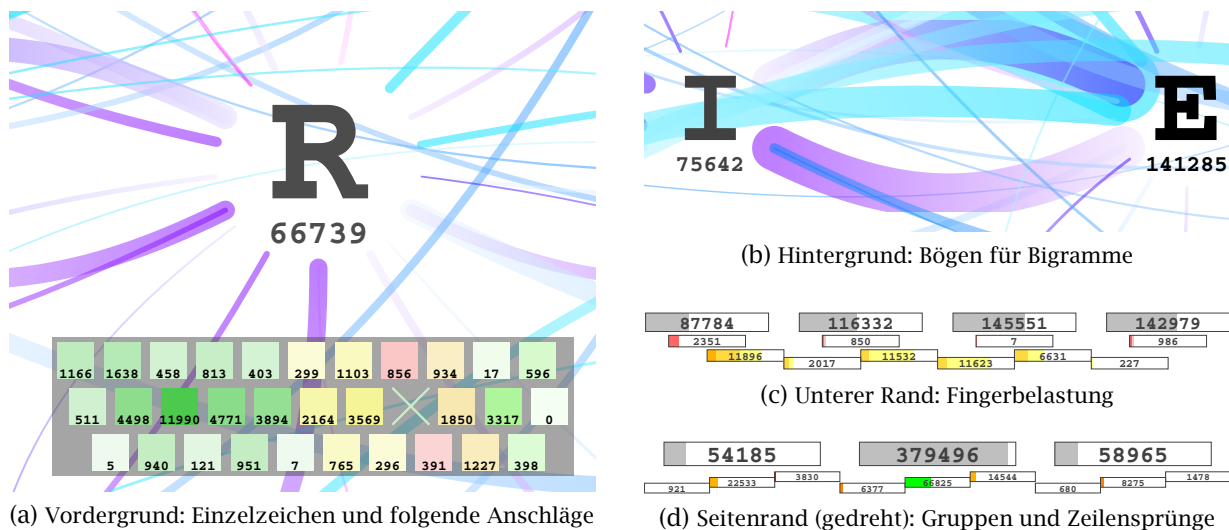 R
66739
1166 1638 458 813 403 299 1103 856 934 17 596
511 4498 11990 4771 3894 2164 3569 1850 3317 0
5 940 121 951 7 765 296 391 1227 398
(a) Vordergrund: Einzelzeichen und folgende Anschläge
I E
75642 141285
(b) Hintergrund: Bögen für Bigramme
87784 116332 145551 142979
2351 850 7 986
11896 2017 11532 11623 6631 227
(c) Unterer Rand: Fingerbelastung
54185 379496 58965
921 22533 3830 6377 66825 14544 680 8275 1478
(d) Seitenrand (gedreht): Gruppen und Zeilensprünge